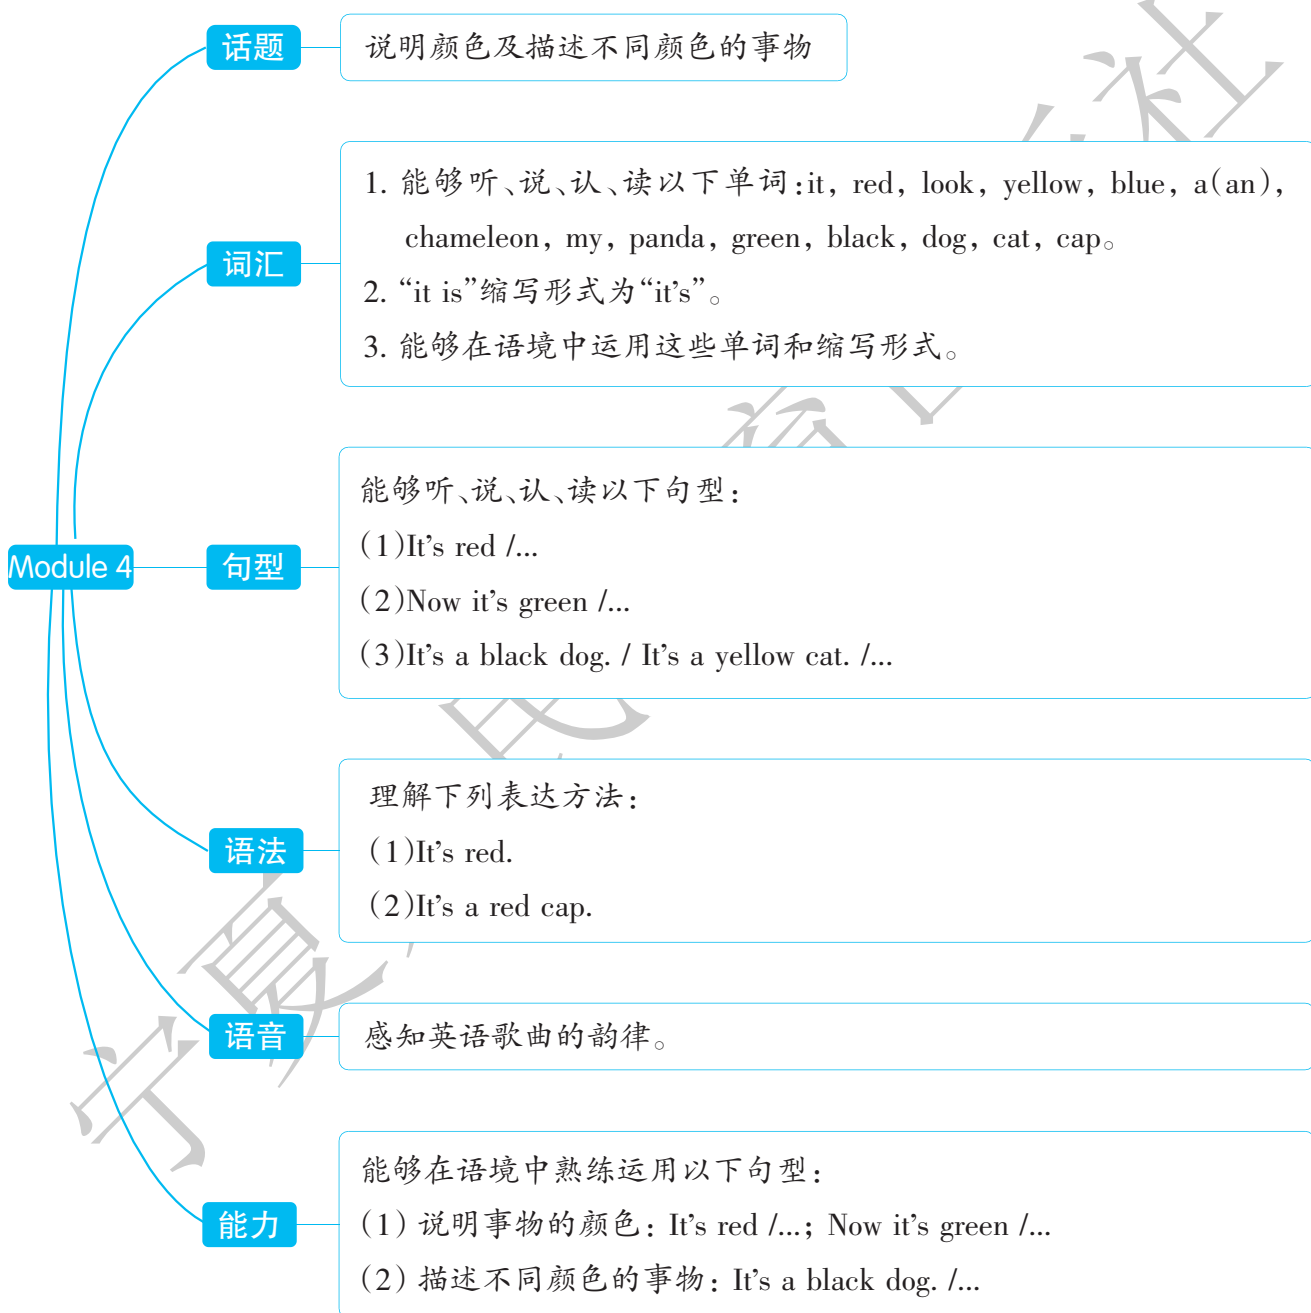 话题
说明颜色及描述不同颜色的事物
词汇
1. 能够听、说、认、读以下单词:it, red, look, yellow, blue, a(an),
chameleon, my, panda, green, black, dog, cat, cap。
2. “it is”缩写形式为“it’s”。
3. 能够在语境中运用这些单词和缩写形式。
Module 4
句型
能够听、说、认、读以下句型：
(1)It’s red /...
(2)Now it’s green /...
(3)It’s a black dog. / It’s a yellow cat. /...
语法
理解下列表达方法：
(1)It’s red.
(2)It’s a red cap.
语音
感知英语歌曲的韵律。
能力
能够在语境中熟练运用以下句型：
(1) 说明事物的颜色：It’s red /...; Now it’s green /...
(2) 描述不同颜色的事物：It’s a black dog. /...
宁夏
社